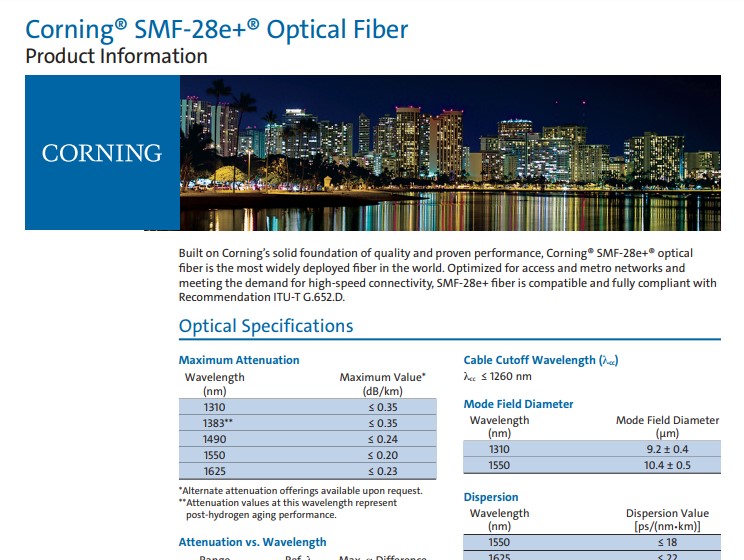 Corning® SMF-28e+® Optical Fiber
Product Information
CORNING
Built on Corning’s solid foundation of quality and proven performance, Corning® SMF-28e+® optical
fiber is the most widely deployed fiber in the world. Optimized for access and metro networks and
meeting the demand for high-speed connectivity, SMF-28e+ fiber is compatible and fully compliant with
Recommendation ITU-T G.652.D.
Optical Specifications
Maximum Attenuation
Wavelength Maximum Value*
(nm) (dB/km)
1310 ≤ 0.35
1383** ≤ 0.35
1490 ≤ 0.24
1550 ≤ 0.20
1625 ≤ 0.23
*Alternate attenuation offerings available upon request.
**Attenuation values at this wavelength represent
post-hydrogen aging performance.
Attenuation vs. Wavelength
Range Ref. λ Max. α Difference
Cable Cutoff Wavelength (λcc)
λcc ≤ 1260 nm
Mode Field Diameter
Wavelength Mode Field Diameter
(nm) (μm)
1310 9.2 ± 0.4
1550 10.4 ± 0.5
Dispersion
Wavelength Dispersion Value
(nm) [ps/(nm•km)]
1550 ≤ 18
1625 ≤ 22